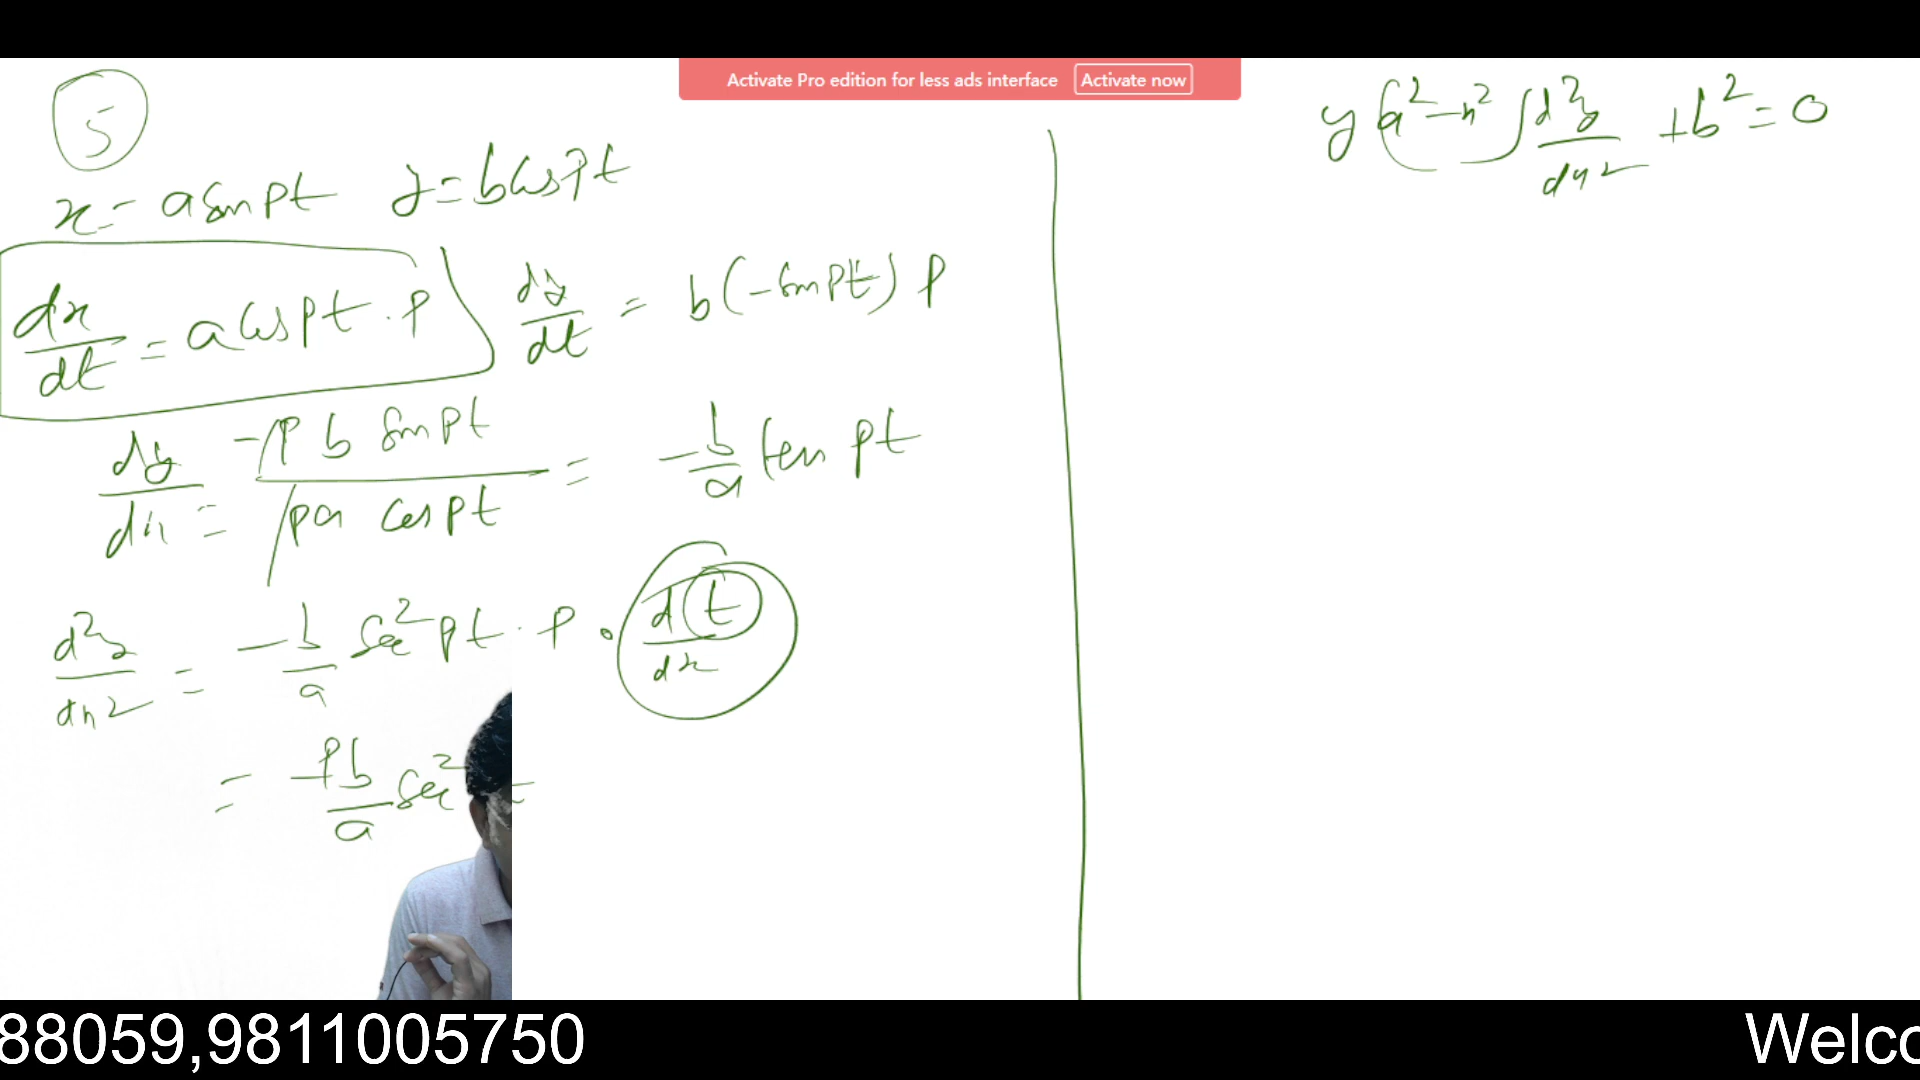 Activate Pro edition for less ads interface Activate now
5
x = a sin pt y = b cos pt
dx/dt = a cos pt . p dy/dt = b(-sin pt) p
dy/dx = -p b sin pt / pa cos pt = -b/a tan pt
d²y/dx² = -b/a sec² pt . p . d(t)/dx
= -pb/a sec²
y(a²-x²) d²y/dx² + b² = 0
88059,9811005750
Welco